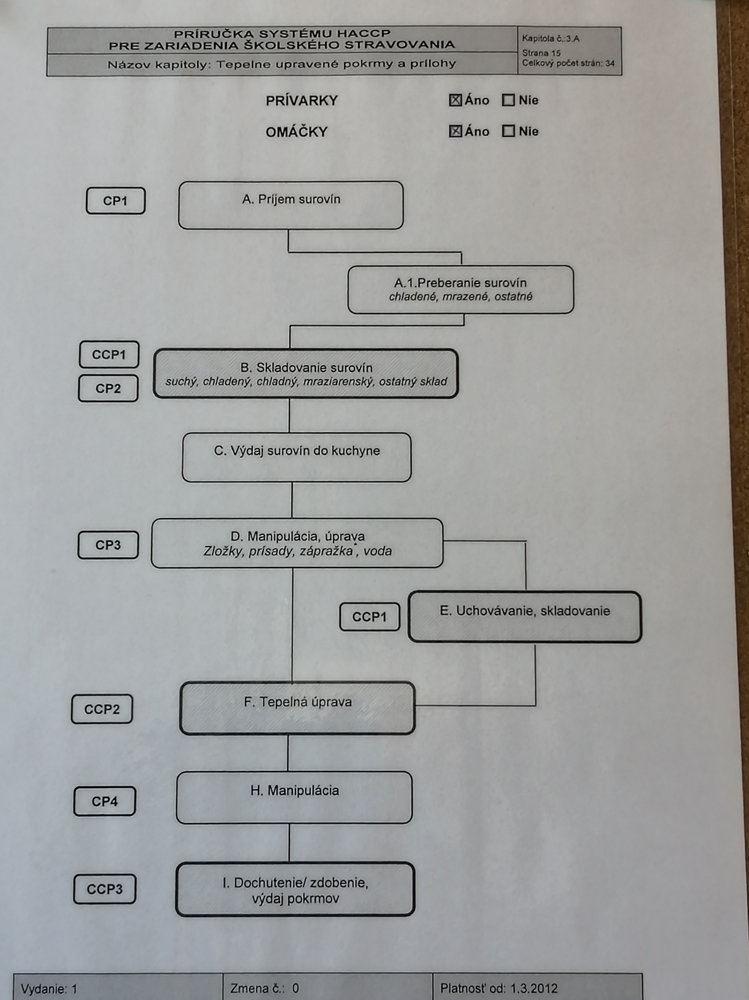 PRÍRUČKA SYSTÉMU HACCP
PRE ZARIADENIA ŠKOLSKÉHO STRAVOVANIA
Názov kapitoly: Tepelne upravené pokrmy a prílohy
Kapitola č.:3.A
Strana 15
Celkový počet strán: 34
PRÍVARKY ☒ Áno ☐ Nie
OMÁČKY ☒ Áno ☐ Nie
CP1
A. Príjem surovín
A.1.Preberanie surovín
chladené, mrazené, ostatné
CCP1
CP2
B. Skladovanie surovín
suchý, chladený, chladný, mraziarenský, ostatný sklad
C. Výdaj surovín do kuchyne
CP3
D. Manipulácia, úprava
Zložky, prísady, zápražka*, voda
CCP1
E. Uchovávanie, skladovanie
CCP2
F. Tepelná úprava
CP4
H. Manipulácia
CCP3
I. Dochutenie/ zdobenie,
výdaj pokrmov
Vydanie: 1
Zmena č.: 0
Platnosť od: 1.3.2012